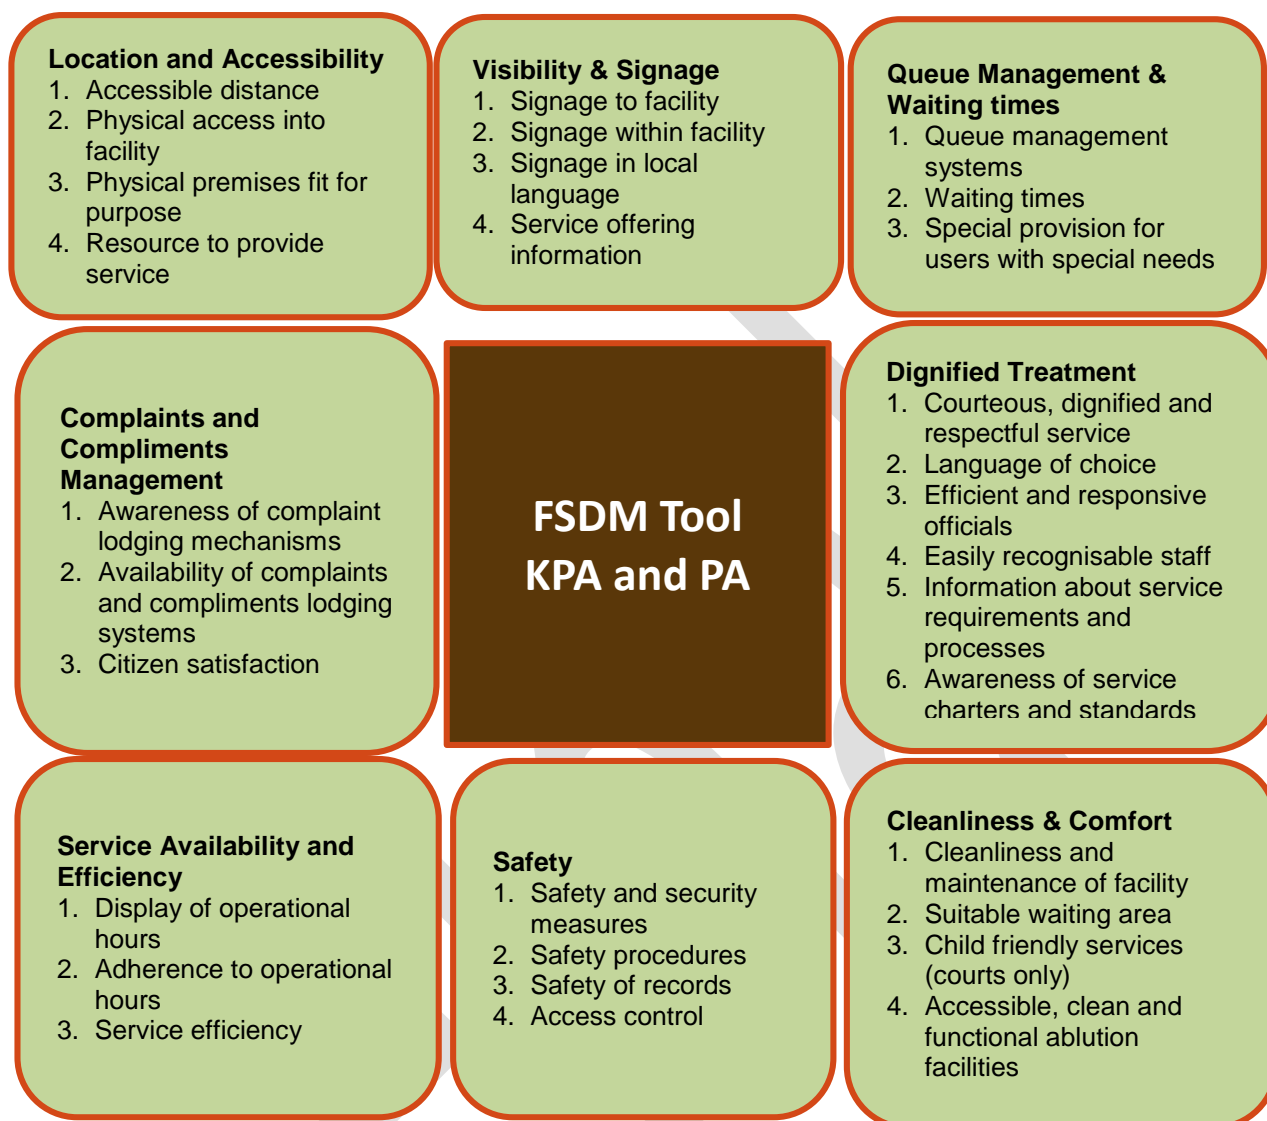 Location and Accessibility
1. Accessible distance
2. Physical access into
facility
3. Physical premises fit for
purpose
4. Resource to provide
service
Visibility & Signage
1. Signage to facility
2. Signage within facility
3. Signage in local
language
4. Service offering
information
Queue Management &
Waiting times
1. Queue management
systems
2. Waiting times
3. Special provision for
users with special needs
Complaints and
Compliments
Management
1. Awareness of complaint
lodging mechanisms
2. Availability of complaints
and compliments lodging
systems
3. Citizen satisfaction
FSDM Tool
KPA and PA
Dignified Treatment
1. Courteous, dignified and
respectful service
2. Language of choice
3. Efficient and responsive
officials
4. Easily recognisable staff
5. Information about service
requirements and
processes
6. Awareness of service
charters and standards
Service Availability and
Efficiency
1. Display of operational
hours
2. Adherence to operational
hours
3. Service efficiency
Safety
1. Safety and security
measures
2. Safety procedures
3. Safety of records
4. Access control
Cleanliness & Comfort
1. Cleanliness and
maintenance of facility
2. Suitable waiting area
3. Child friendly services
(courts only)
4. Accessible, clean and
functional ablution
facilities